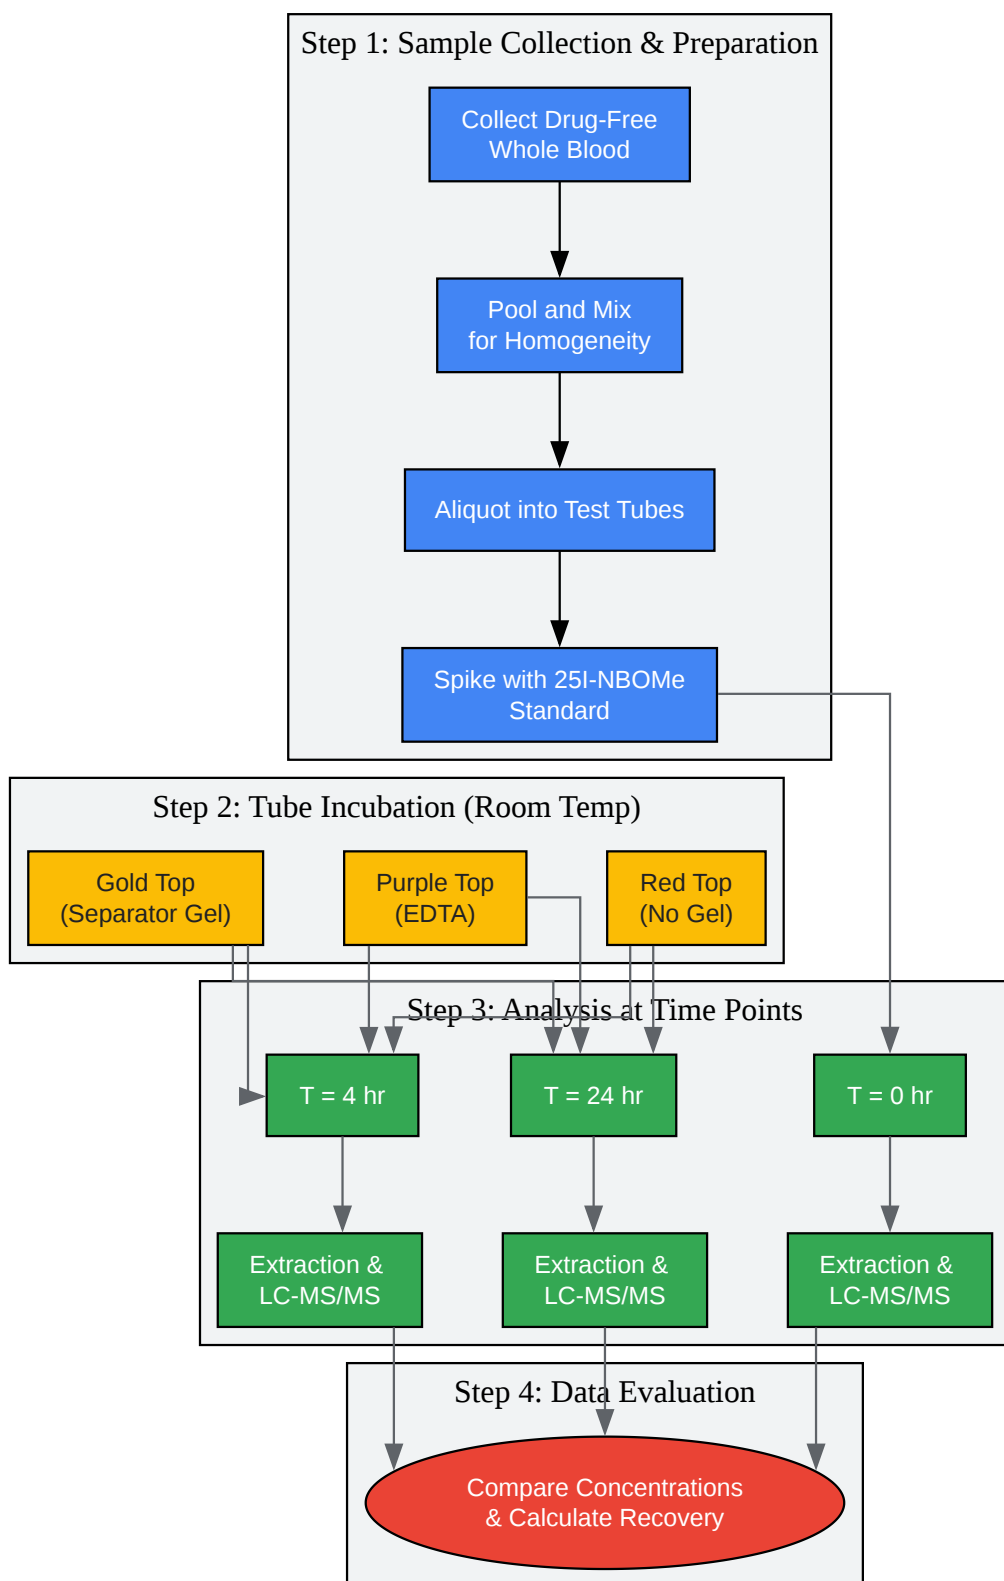 Step 1: Sample Collection & Preparation
Collect Drug-Free
Whole Blood
Pool and Mix
for Homogeneity
Aliquot into Test Tubes
Spike with 25I-NBOMe
Standard
Step 2: Tube Incubation (Room Temp)
Gold Top
(Separator Gel)
Purple Top
(EDTA)
Red Top
(No Gel)
Step 3: Analysis at Time Points
T = 4 hr
T = 24 hr
T = 0 hr
Extraction &
LC-MS/MS
Extraction &
LC-MS/MS
Extraction &
LC-MS/MS
Step 4: Data Evaluation
Compare Concentrations
& Calculate Recovery